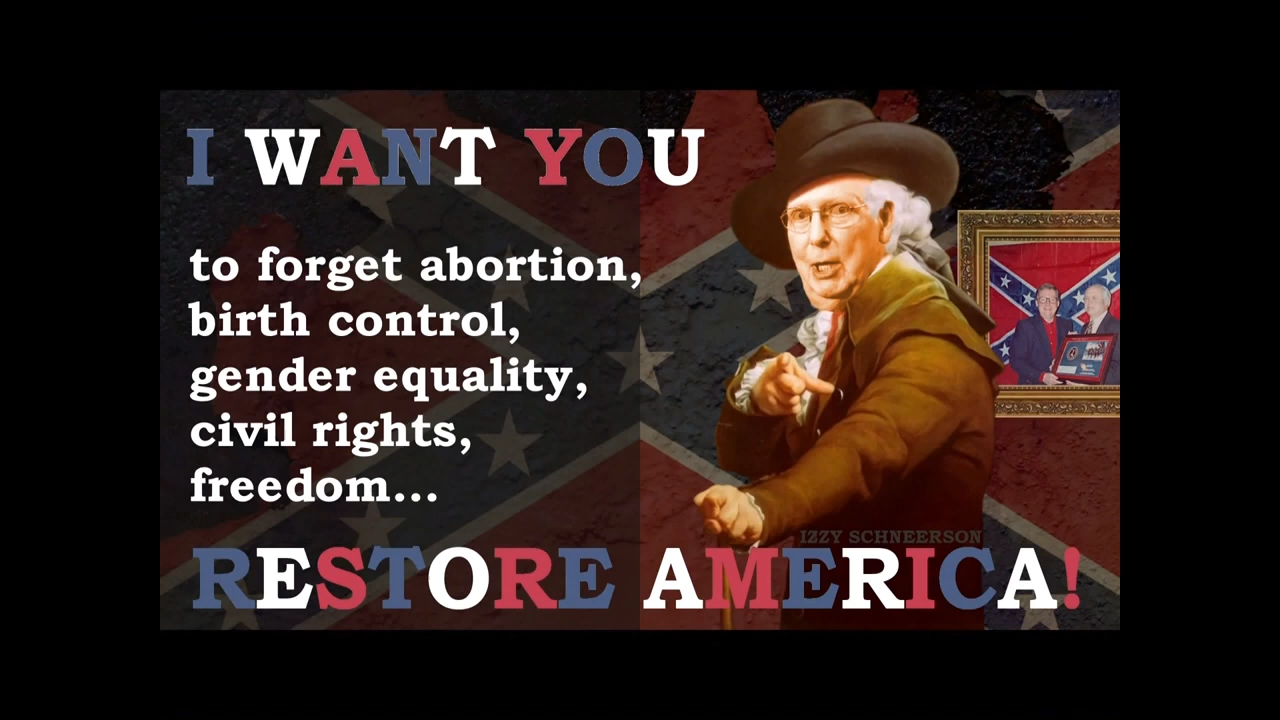 I WANT YOU
to forget abortion,
birth control,
gender equality,
civil rights,
freedom...
IZZY SCHNEERSON
RESTORE AMERICA!